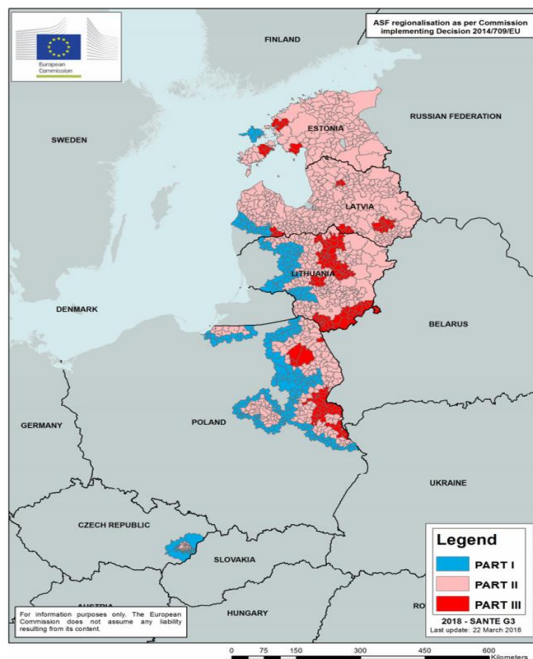 European
Commission
ASF regionalisation as per Commission
implementing Decision 2014/709/EU
FINLAND
SWEDEN
ESTONIA
RUSSIAN FEDERATION
LATVIA
LITHUANIA
DENMARK
BELARUS
GERMANY
POLAND
UKRAINE
CZECH REPUBLIC
SLOVAKIA
AUSTRIA
HUNGARY
RO
Legend
PART I
PART II
PART III
2018 - SANTE G3
Last update: 22 March 2018
For information purposes only. The European
Commission does not assume any liability
resulting from its content.
0 75 150 300 450 600
Kilometers